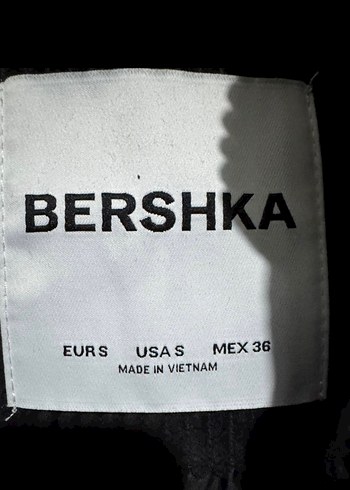 BERSHKA
EUR S USA S MEX 36
MADE IN VIETNAM